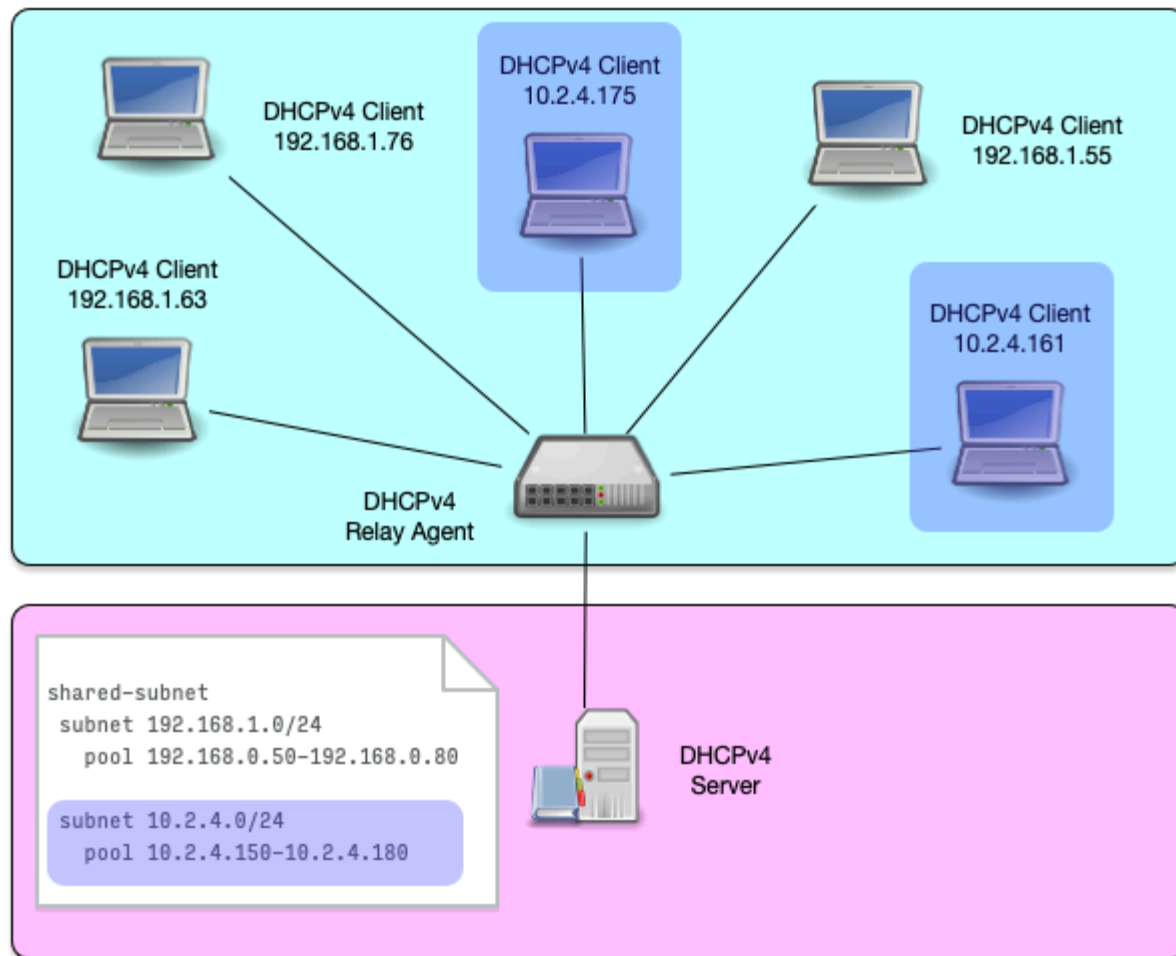 DHCPv4 Client
192.168.1.76
DHCPv4 Client
10.2.4.175
DHCPv4 Client
192.168.1.55
DHCPv4 Client
192.168.1.63
DHCPv4 Client
10.2.4.161
DHCPv4
Relay Agent
shared-subnet
subnet 192.168.1.0/24
pool 192.168.0.50-192.168.0.80
subnet 10.2.4.0/24
pool 10.2.4.150-10.2.4.180
DHCPv4
Server